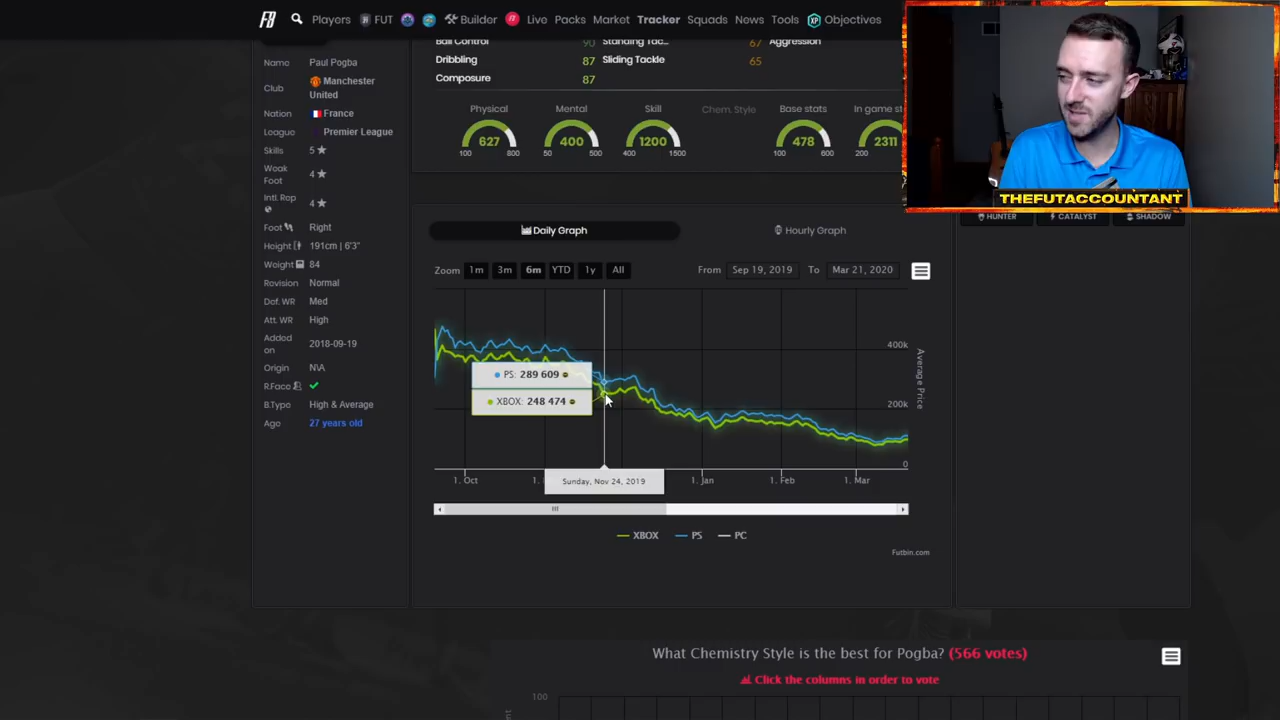 FB Players FUT Builder Live Packs Market Tracker Squads News Tools XP Objectives
Ball Control 90 Standing Tac... 67 Aggression
Dribbling 87 Sliding Tackle 65
Composure 87
Name Paul Pogba
Club Manchester United
Nation France
League Premier League
Skills 5
Weak Foot 4
Intl. Rep 4
Foot Right
Height 191cm | 6'3"
Weight 84
Revision Normal
Def. WR Med
Att. WR High
Added on 2018-09-19
Origin N\A
R.Face
B.Type High & Average
Age 27 years old
Physical Mental Skill Chem. Style Base stats In game st
627 400 1200 478 2311
100 800 50 500 400 1500 100 600 200
THEFUTACCOUNTANT
HUNTER CATALYST SHADOW
Daily Graph Hourly Graph
Zoom 1m 3m 6m YTD 1y All From Sep 19, 2019 To Mar 21, 2020
400k
200k
0
Average Price
PS: 289 609
XBOX: 248 474
1. Oct 1. Jan 1. Feb 1. Mar
Sunday, Nov 24, 2019
XBOX PS PC
Futbin.com
What Chemistry Style is the best for Pogba? (566 votes)
Click the columns in order to vote
100